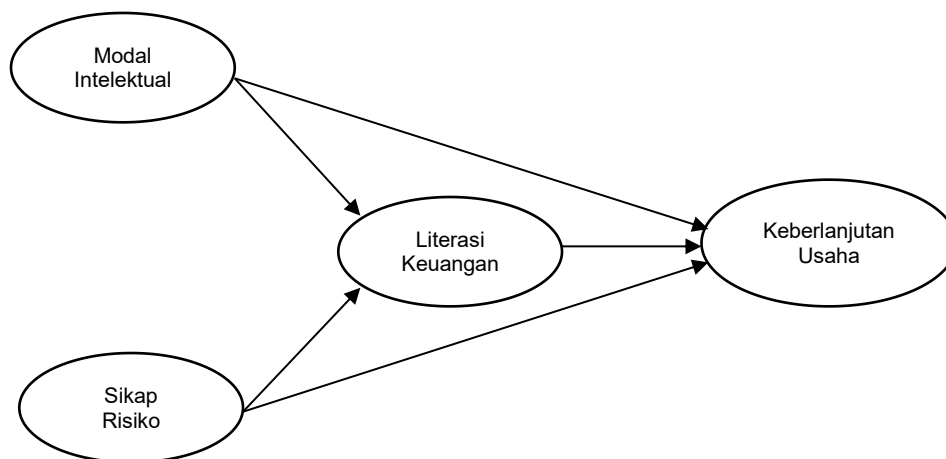 Modal
Intelektual
Literasi
Keuangan
Keberlanjutan
Usaha
Sikap
Risiko